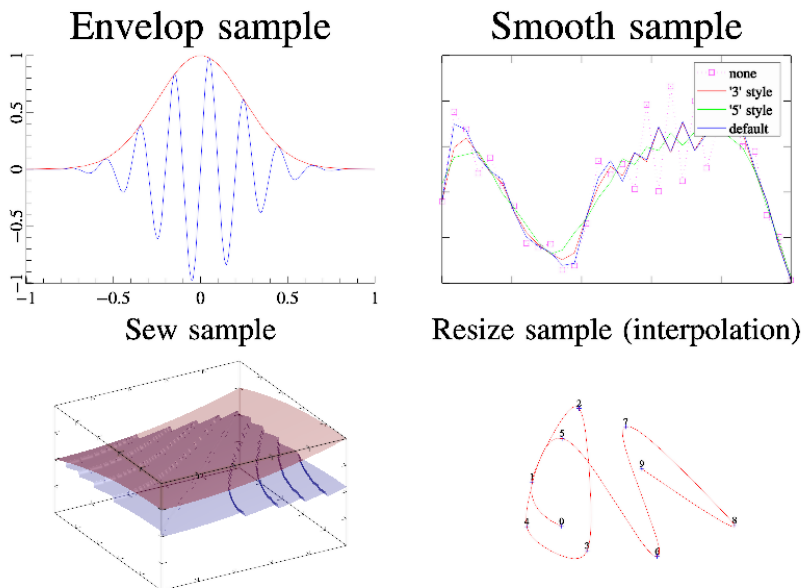 Envelop sample
Smooth sample
1
0.5
0
−0.5
−1
−1
−0.5
0
0.5
1
none
'3' style
'5' style
default
Sew sample
Resize sample (interpolation)
2
7
5
9
1
4
0
8
3
6